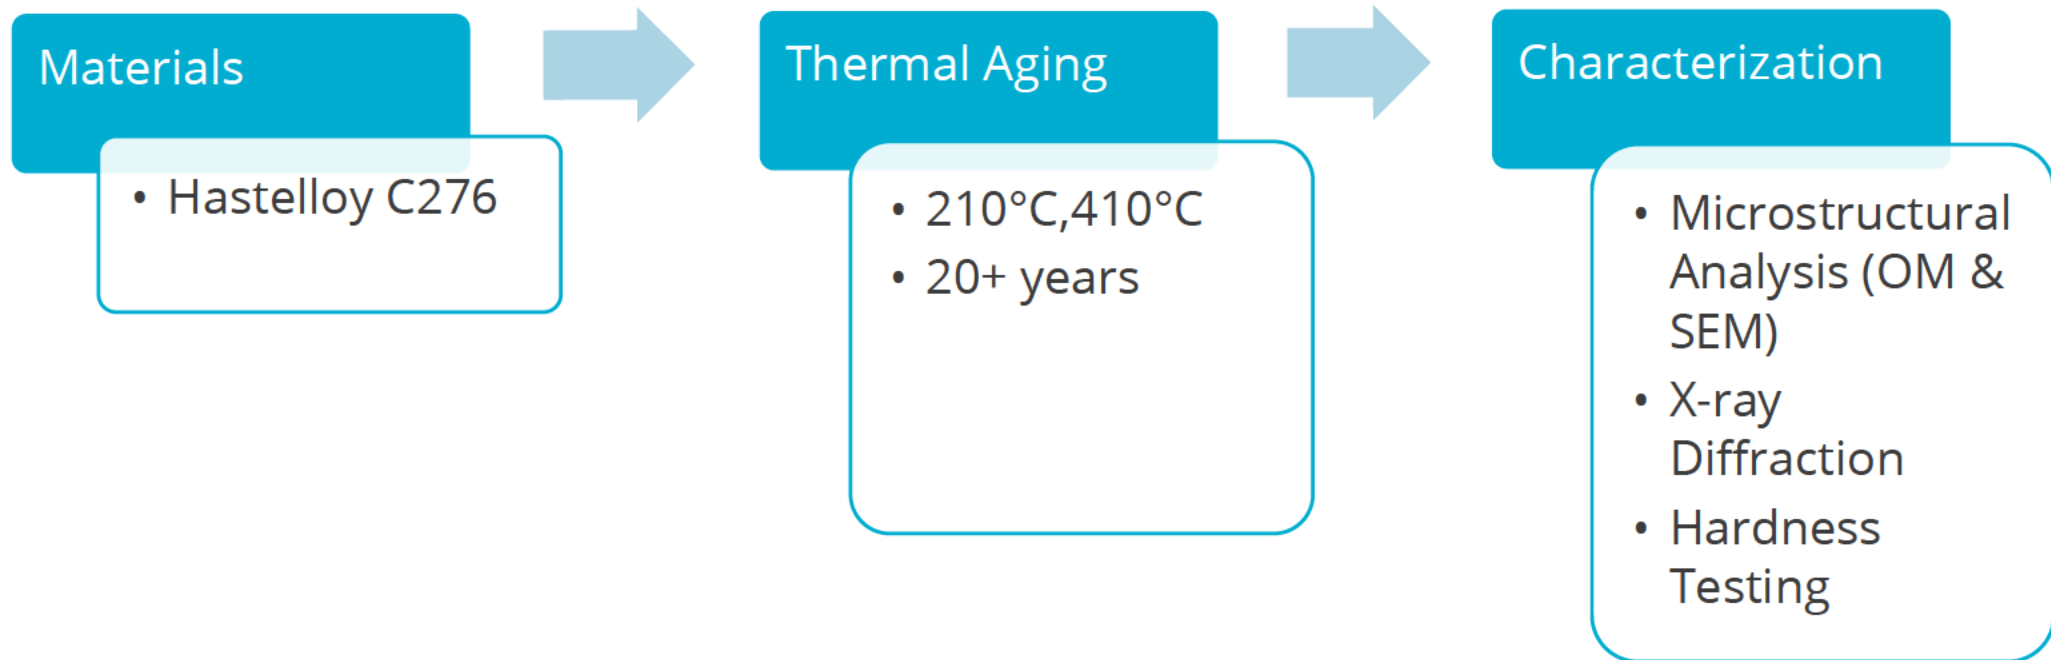 Materials
• Hastelloy C276
Thermal Aging
• 210°C,410°C
• 20+ years
Characterization
• Microstructural
Analysis (OM &
SEM)
• X-ray
Diffraction
• Hardness
Testing